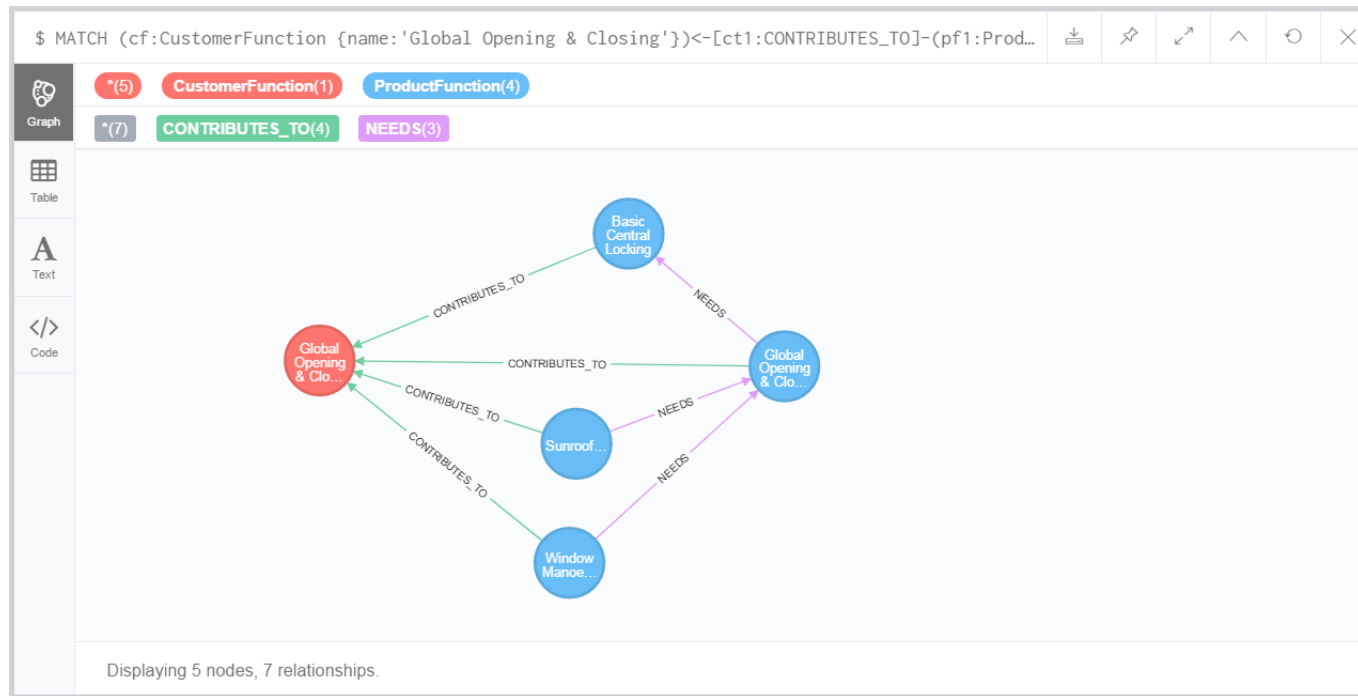 $ MATCH (cf:CustomerFunction {name:'Global Opening & Closing'})<-[ct1:CONTRIBUTES_TO]-(pf1:Prod…
Graph
*(5) CustomerFunction(1) ProductFunction(4)
*(7) CONTRIBUTES_TO(4) NEEDS(3)
Table
A
Text
</>
Code
Basic
Central
Locking
CONTRIBUTES_TO
NEEDS
Global
Opening
& Clo...
CONTRIBUTES_TO
Global
Opening
& Clo...
CONTRIBUTES_TO
NEEDS
Sunroof...
CONTRIBUTES_TO
NEEDS
Window
Manoe...
Displaying 5 nodes, 7 relationships.